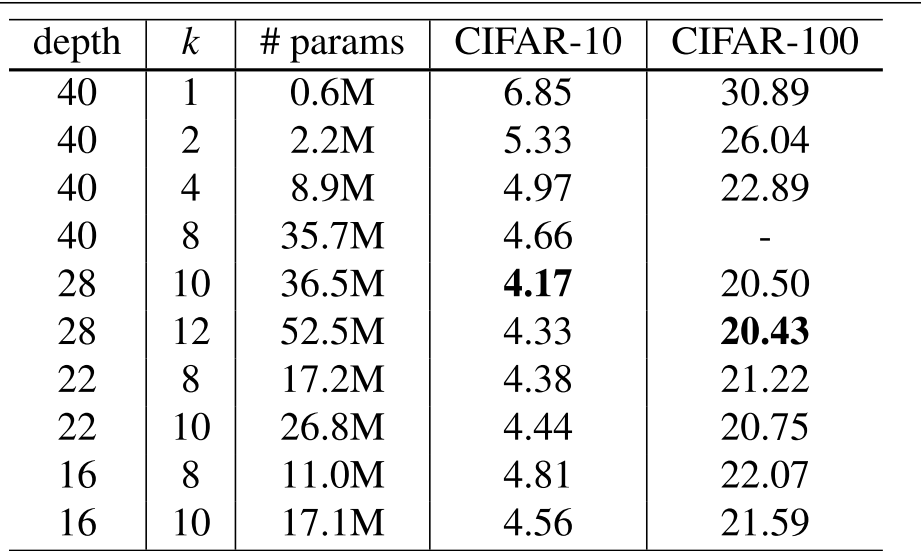 depth k # params CIFAR-10 CIFAR-100
40 1 0.6M 6.85 30.89
40 2 2.2M 5.33 26.04
40 4 8.9M 4.97 22.89
40 8 35.7M 4.66 -
28 10 36.5M 4.17 20.50
28 12 52.5M 4.33 20.43
22 8 17.2M 4.38 21.22
22 10 26.8M 4.44 20.75
16 8 11.0M 4.81 22.07
16 10 17.1M 4.56 21.59